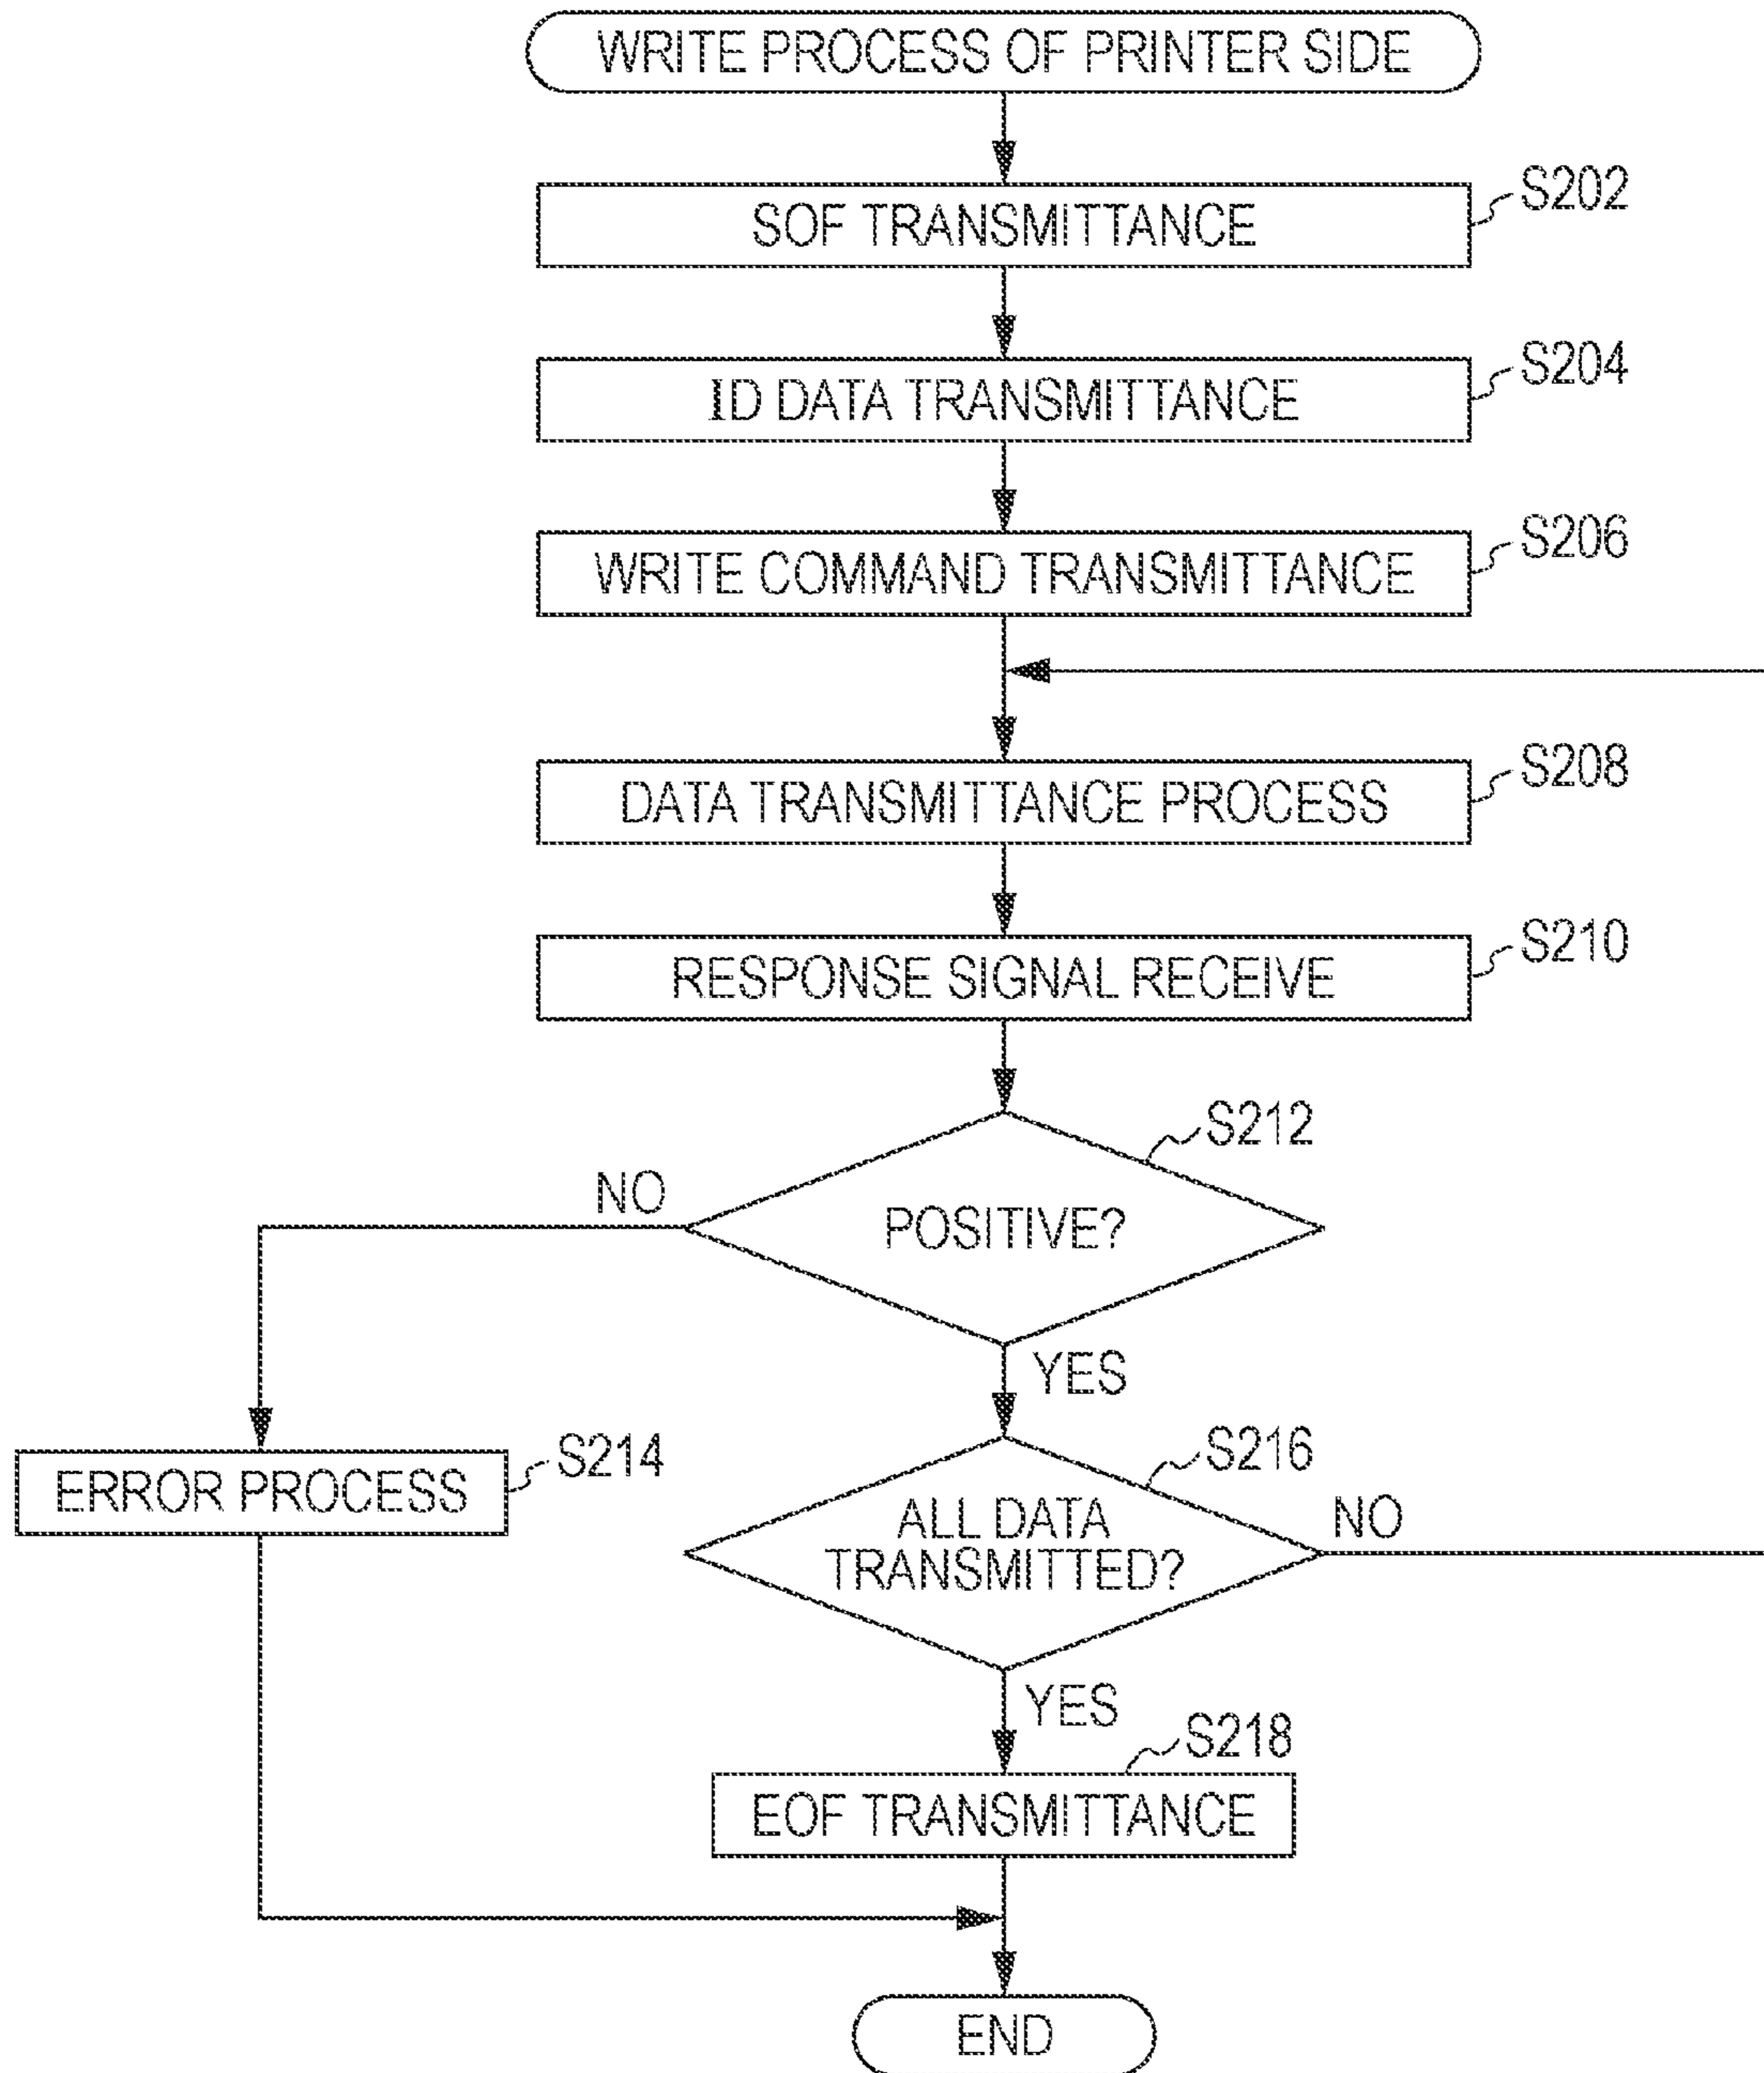 WRITE PROCESS OF PRINTER SIDE
S202
SOF TRANSMITTANCE
S204
ID DATA TRANSMITTANCE
S206
WRITE COMMAND TRANSMITTANCE
S208
DATA TRANSMITTANCE PROCESS
S210
RESPONSE SIGNAL RECEIVE
S212
NO
POSITIVE?
YES
S214
ERROR PROCESS
S216
ALL DATA
TRANSMITTED?
NO
YES
S218
EOF TRANSMITTANCE
END